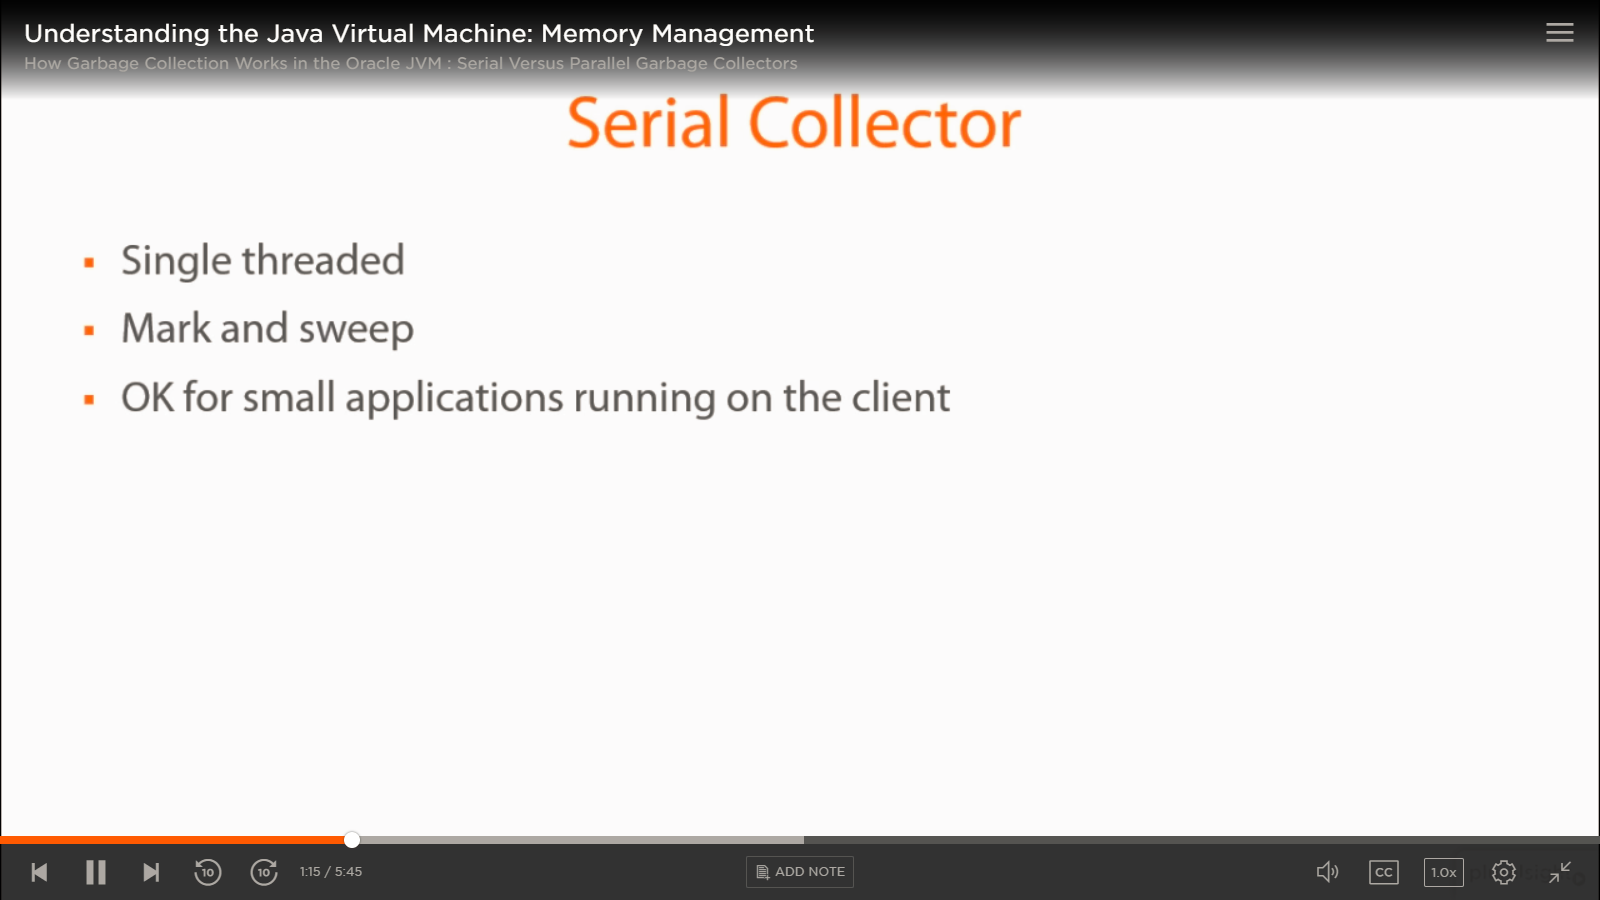 Understanding the Java Virtual Machine: Memory Management
How Garbage Collection Works in the Oracle JVM : Serial Versus Parallel Garbage Collectors
Serial Collector
▪ Single threaded
▪ Mark and sweep
▪ OK for small applications running on the client
10 10 1:15 / 5:45 ADD NOTE CC 1.0x